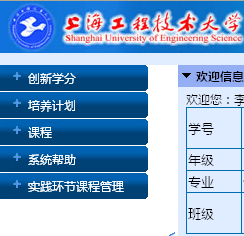 上海工程技术大学
Shanghai University of Engineering Science
创新学分
培养计划
课程
系统帮助
实践环节课程管理
欢迎信息
欢迎您：李
学号
年级
专业
班级